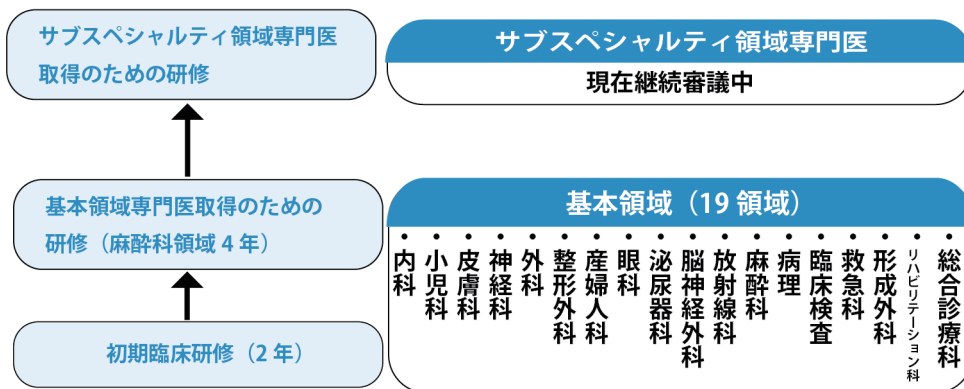 サブスペシャルティ領域専門医
取得のための研修
基本領域専門医取得のための
研修（麻酔科領域 4 年）
初期臨床研修（2 年）
サブスペシャルティ領域専門医
現在継続審議中
基本領域（19 領域）
・内科
・小児科
・皮膚科
・神経科
・外科
・整形外科
・産婦人科
・眼科
・泌尿器科
・脳神経外科
・放射線科
・麻酔科
・病理
・臨床検査
・救急科
・形成外科
・リハビリテーション科
・総合診療科